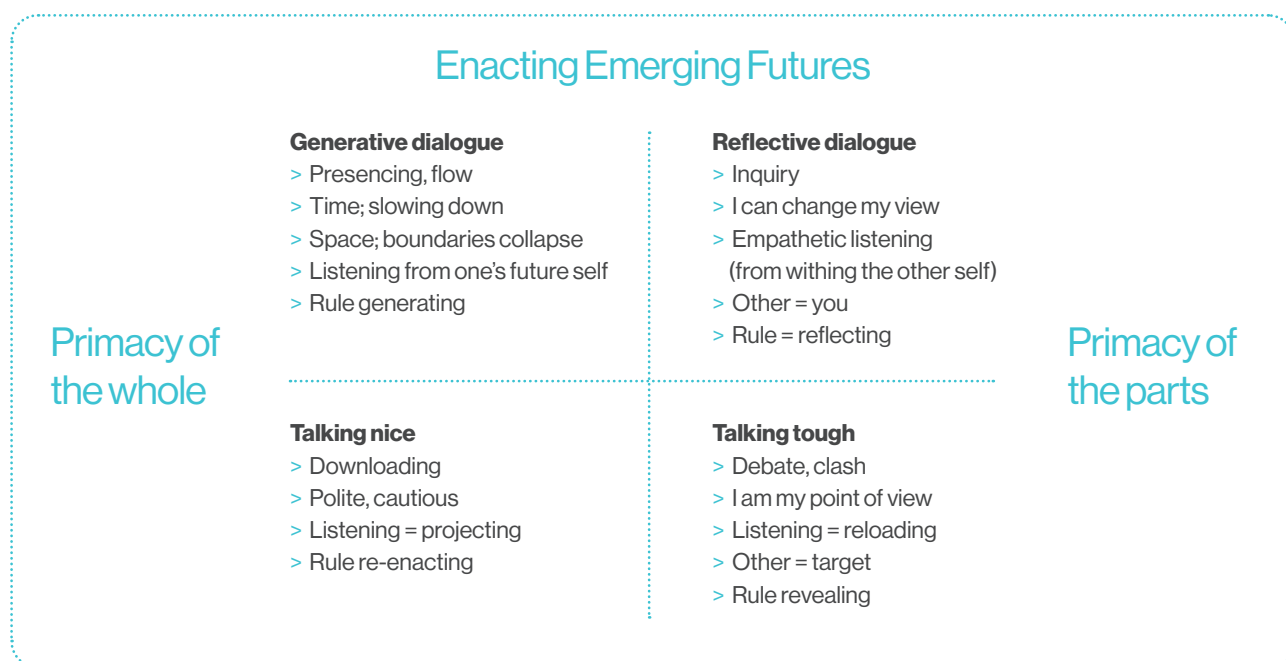 Enacting Emerging Futures
Primacy of
the whole
Generative dialogue
> Presencing, flow
> Time; slowing down
> Space; boundaries collapse
> Listening from one’s future self
> Rule generating
Reflective dialogue
> Inquiry
> I can change my view
> Empathetic listening
(from withing the other self)
> Other = you
> Rule = reflecting
Primacy of
the parts
Talking nice
> Downloading
> Polite, cautious
> Listening = projecting
> Rule re-enacting
Talking tough
> Debate, clash
> I am my point of view
> Listening = reloading
> Other = target
> Rule revealing